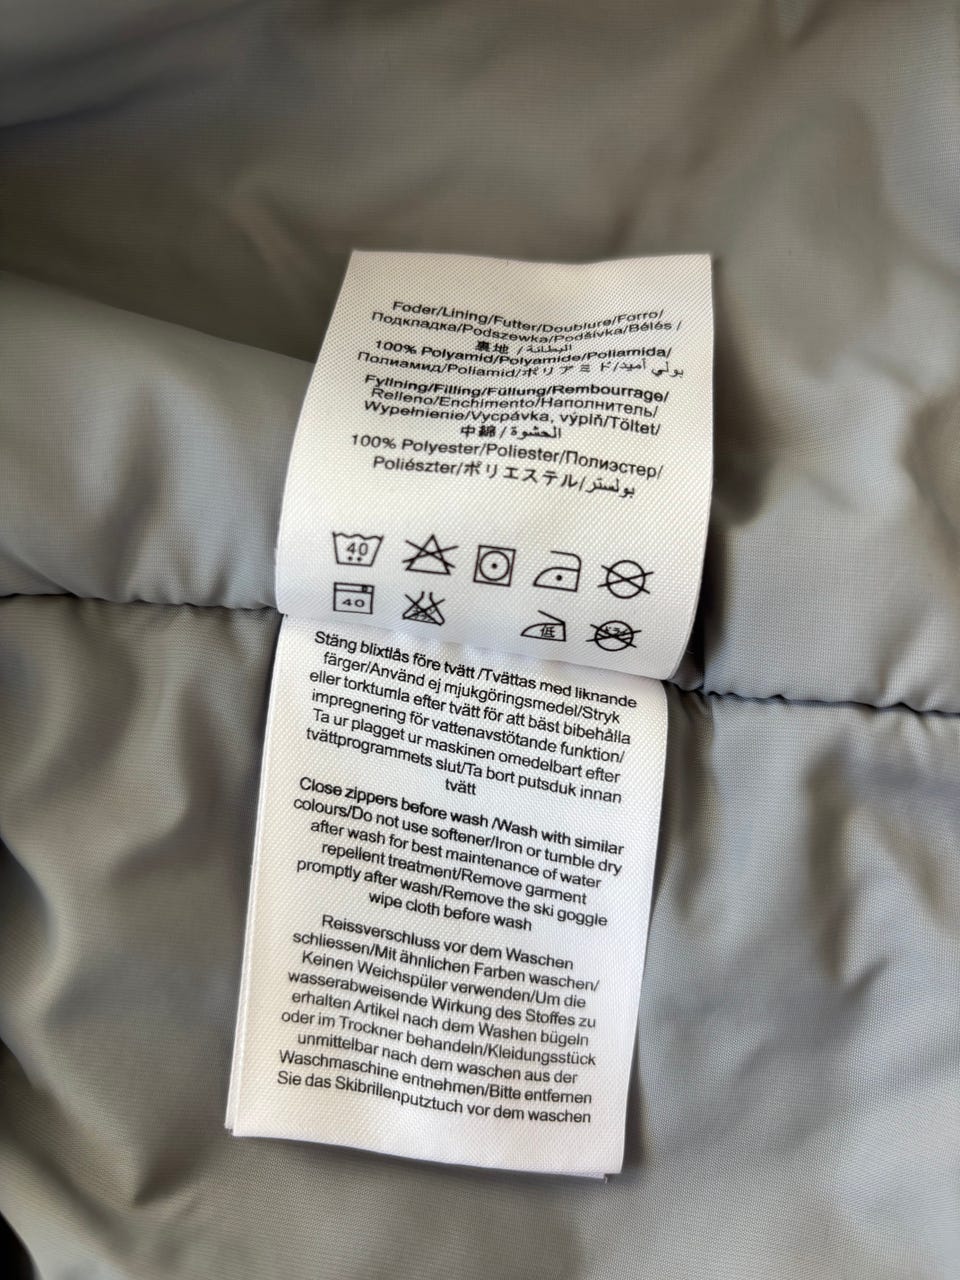 Foder/Lining/Futter/Doublure/Forro/
Подкладка/Podszewka/Podšívka/Bélés /
裏地 / البطانة/
100% Polyamid/Polyamide/Poliamida/
Полиамид/Poliamid/ポリアミド/بولي أميد
Fyllning/Filling/Füllung/Rembourrage/
Relleno/Enchimento/Наполнитель/
Wypełnienie/Vycpávka, výplň/Töltet/
中綿 / الحشوة/
100% Polyester/Poliester/Полиэстер/
Poliészter/ポリエステル/بولستر
40
40
低
Stäng blixtlås före tvätt /Tvättas med liknande
färger/Använd ej mjukgöringsmedel/Stryk
eller torktumla efter tvätt för att bäst bibehålla
impregnering för vattenavstötande funktion/
Ta ur plagget ur maskinen omedelbart efter
tvättprogrammets slut/Ta bort putsduk innan
tvätt
Close zippers before wash /Wash with similar
colours/Do not use softener/Iron or tumble dry
after wash for best maintenance of water
repellent treatment/Remove garment
promptly after wash/Remove the ski goggle
wipe cloth before wash
Reissverschluss vor dem Waschen
schliessen/Mit ähnlichen Farben waschen/
Keinen Weichspüler verwenden/Um die
wasserabweisende Wirkung des Stoffes zu
erhalten Artikel nach dem Washen bügeln
oder im Trockner behandeln/Kleidungsstück
unmittelbar nach dem waschen aus der
Waschmaschine entnehmen/Bitte entfernen
Sie das Skibrillenputztuch vor dem waschen